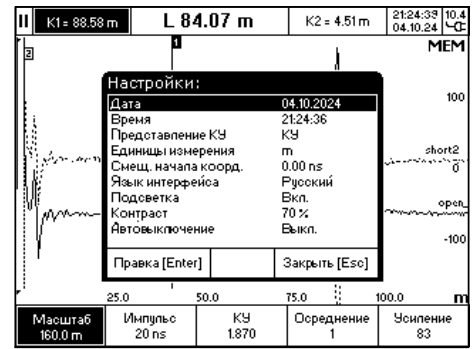 K1= 88.58 m
L 84.07 m
K2 = 4.51 m
21:24:39
04.10.24
10.4
MEM
2
1
Настройки:
Дата 04.10.2024
Время 21:24:36
Представление КУ КУ
Единицы измерения m
Смещ. начала коорд. 0.00 ns
Язык интерфейса Русский
Подсветка Вкл.
Контраст 70 %
Автовыключение Выкл.
Правка [Enter]
Закрыть [Esc]
100
short2
0
open_
-100
25.0 50.0 75.0 100.0 m
Масштаб
160.0 m
Импульс
20 ns
КУ
1.870
Осреднение
1
Усиление
83